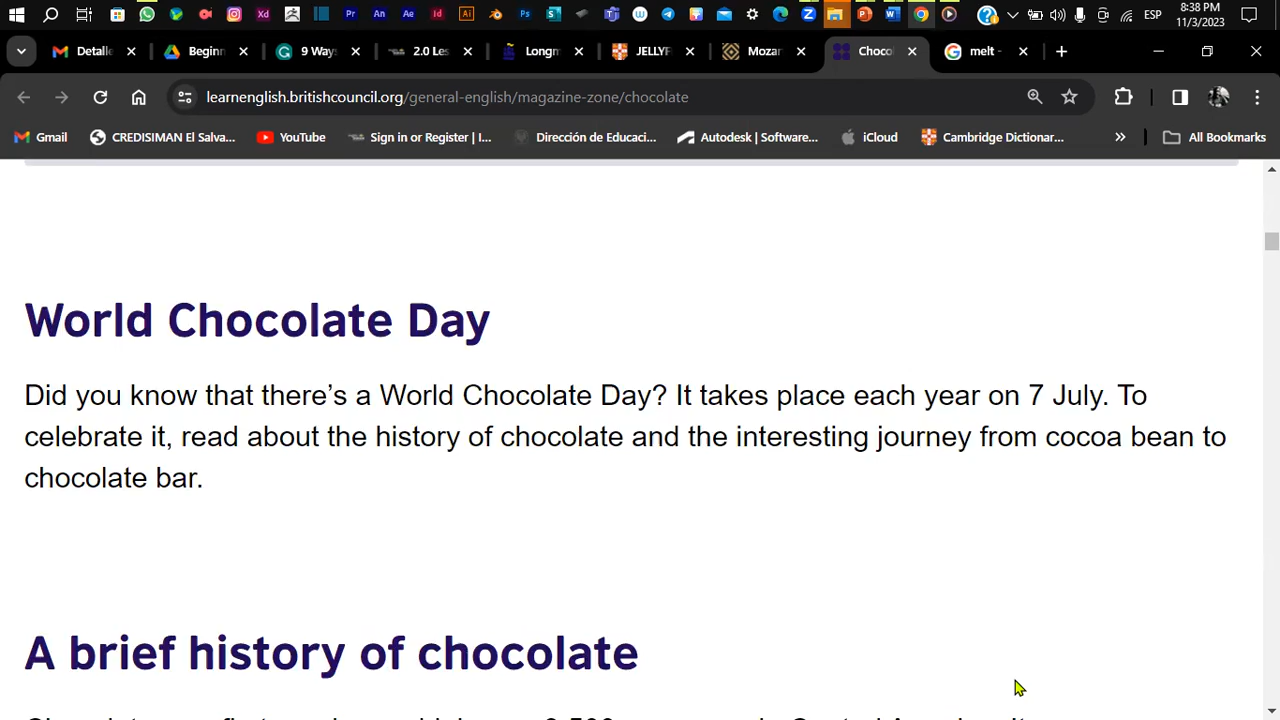 8:38 PM
ESP
11/3/2023
Detalle
Beginr
9 Ways
2.0 Les
Longm
JELLYF
Mozar
Choco
melt -
learnenglish.britishcouncil.org/general-english/magazine-zone/chocolate
Gmail
CREDISIMAN El Salva...
YouTube
Sign in or Register | I...
Dirección de Educaci...
Autodesk | Software...
iCloud
Cambridge Dictionar...
All Bookmarks
World Chocolate Day
Did you know that there's a World Chocolate Day? It takes place each year on 7 July. To
celebrate it, read about the history of chocolate and the interesting journey from cocoa bean to
chocolate bar.
A brief history of chocolate